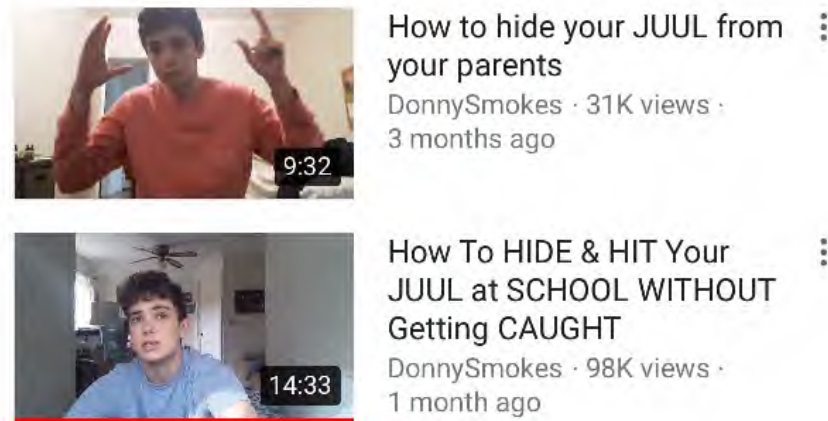 How to hide your JUUL from
your parents
DonnySmokes · 31K views ·
3 months ago
9:32
How To HIDE & HIT Your
JUUL at SCHOOL WITHOUT
Getting CAUGHT
DonnySmokes · 98K views ·
1 month ago
14:33